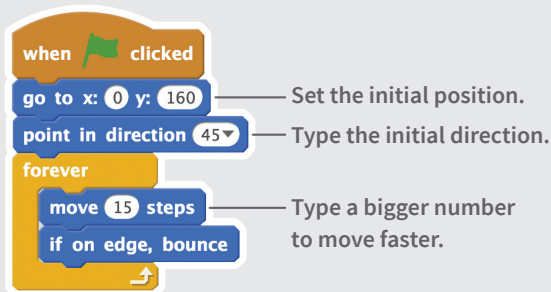 when clicked
go to x: 0 y: 160 Set the initial position.
point in direction 45▼ Type the initial direction.
forever
move 15 steps Type a bigger number
to move faster.
if on edge, bounce